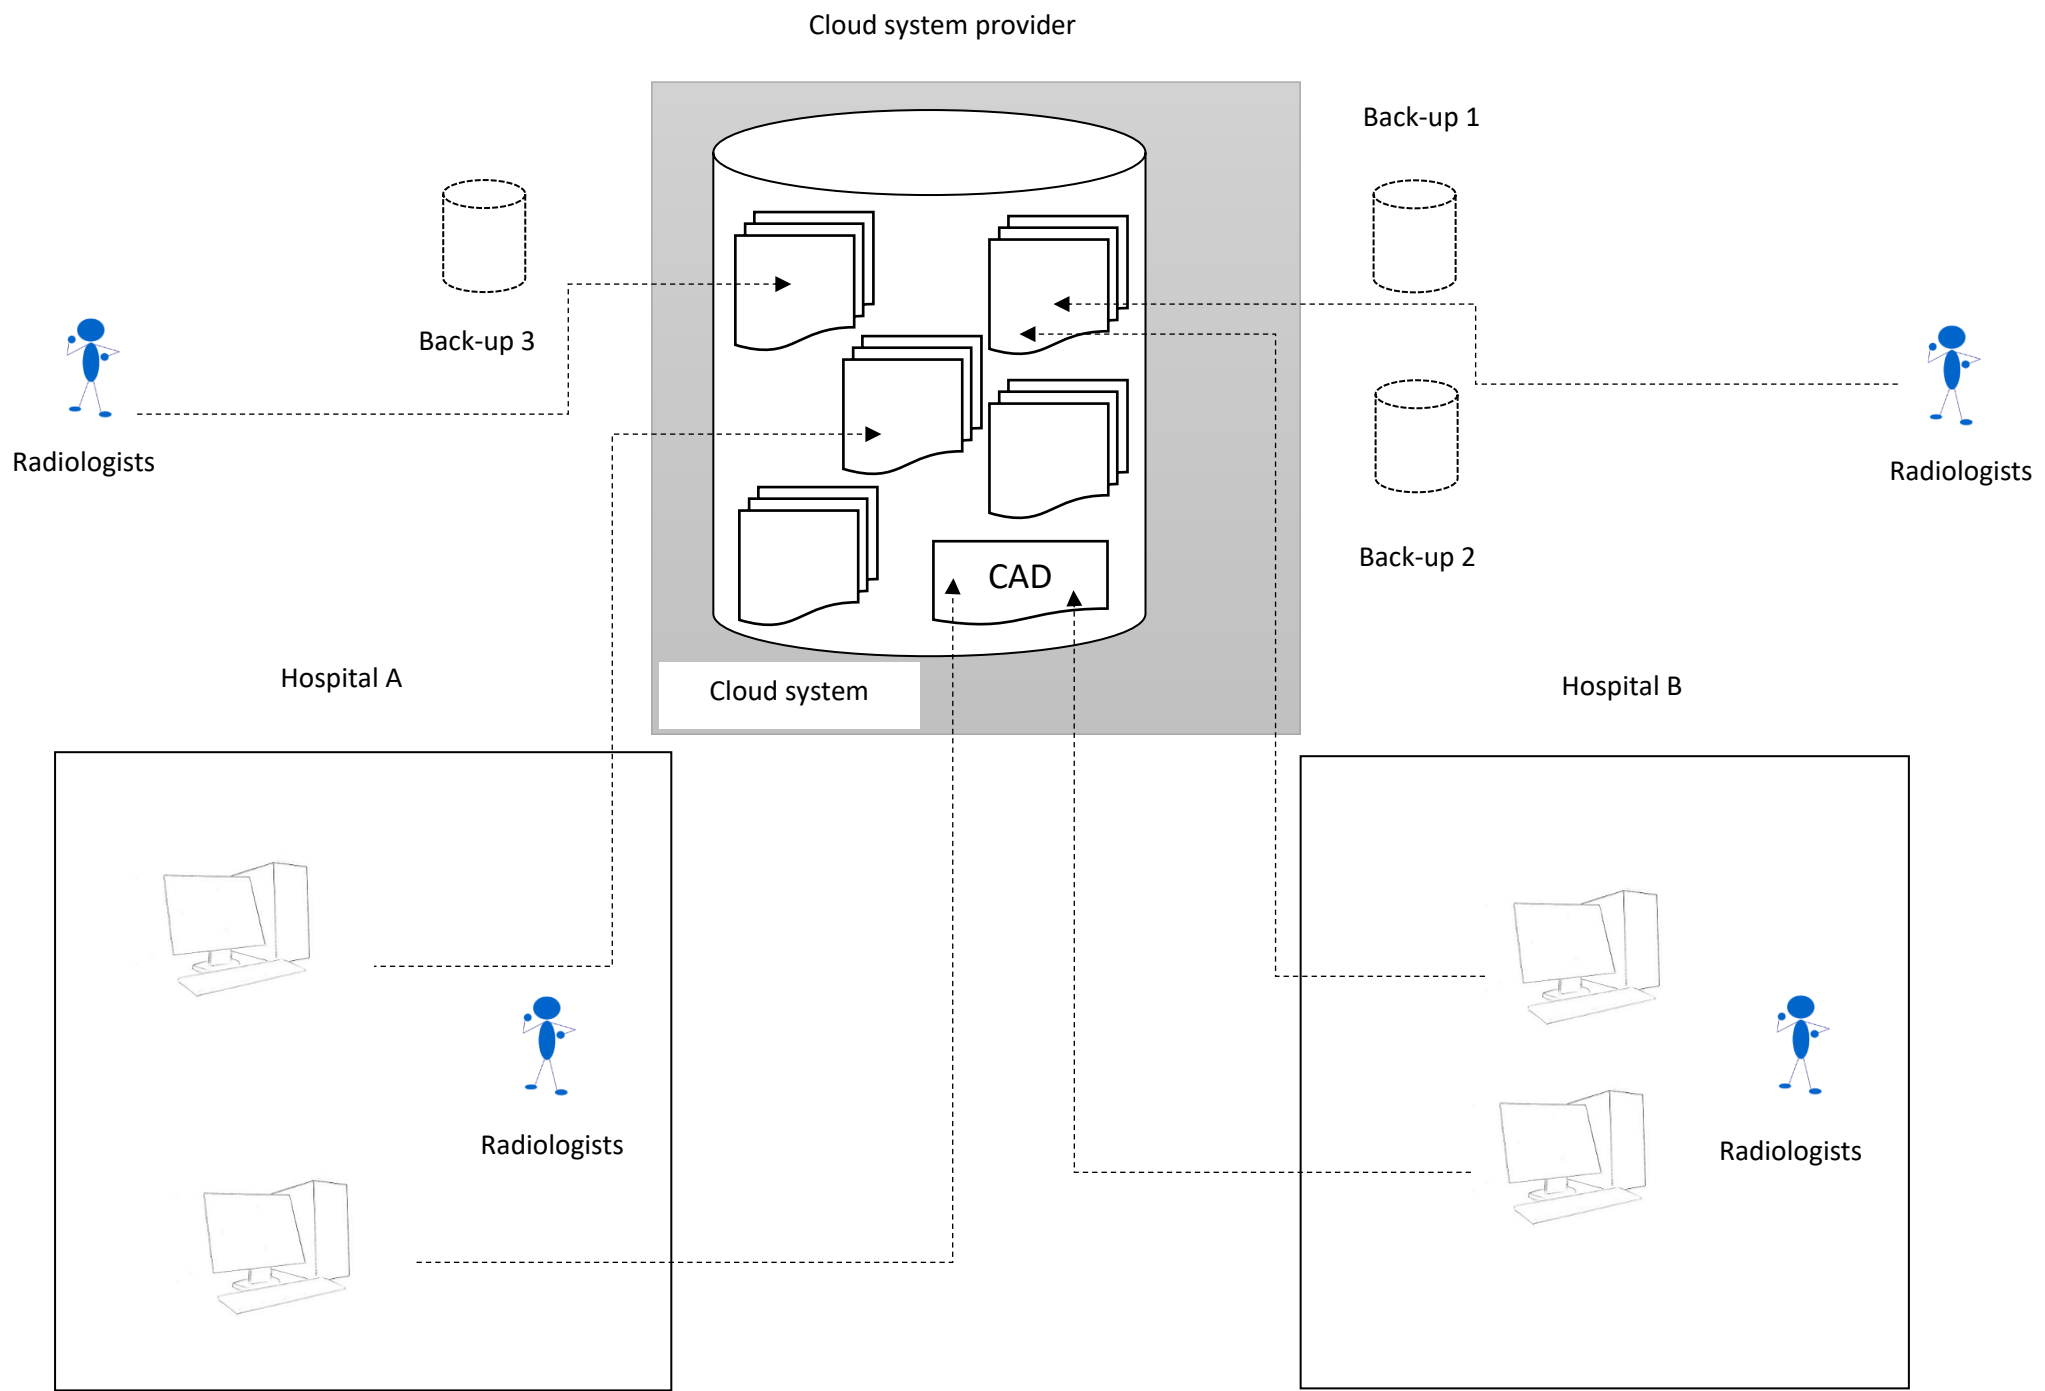 Cloud system provider
Back-up 1
Back-up 3
Radiologists
Radiologists
Back-up 2
CAD
Cloud system
Hospital A
Hospital B
Radiologists
Radiologists